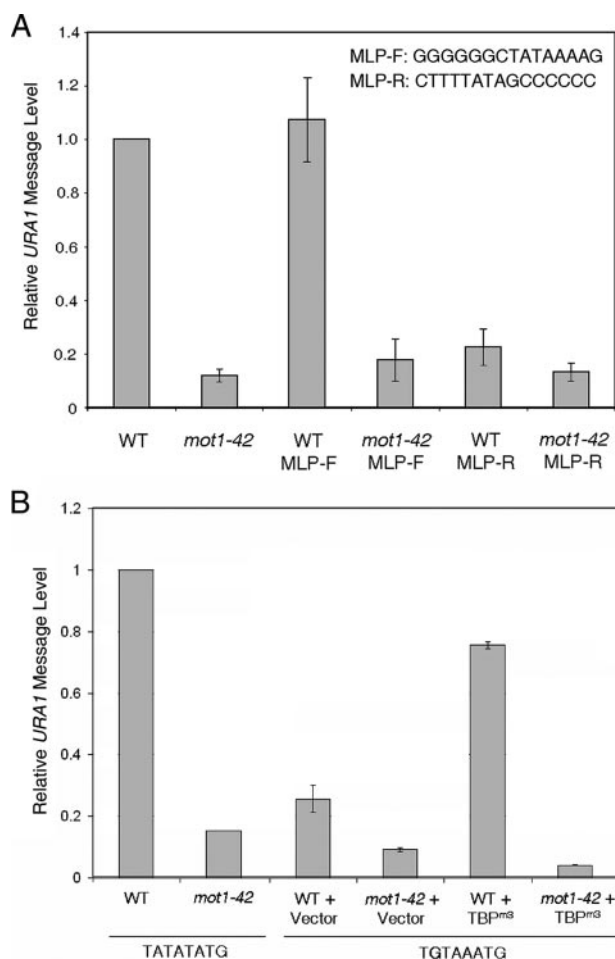 A
1.4
1.2
1.0
0.8
0.6
0.4
0.2
0
Relative URA1 Message Level
MLP-F: GGGGGGCTATAAAAG
MLP-R: CTTTTATAGCCCCCC
WT
mot1-42
WT
MLP-F
mot1-42
MLP-F
WT
MLP-R
mot1-42
MLP-R
B
1.2
1
0.8
0.6
0.4
0.2
0
Relative URA1 Message Level
WT
mot1-42
WT +
Vector
mot1-42 +
Vector
WT +
TBPm3
mot1-42 +
TBPm3
TATATATG
TGTAAATG